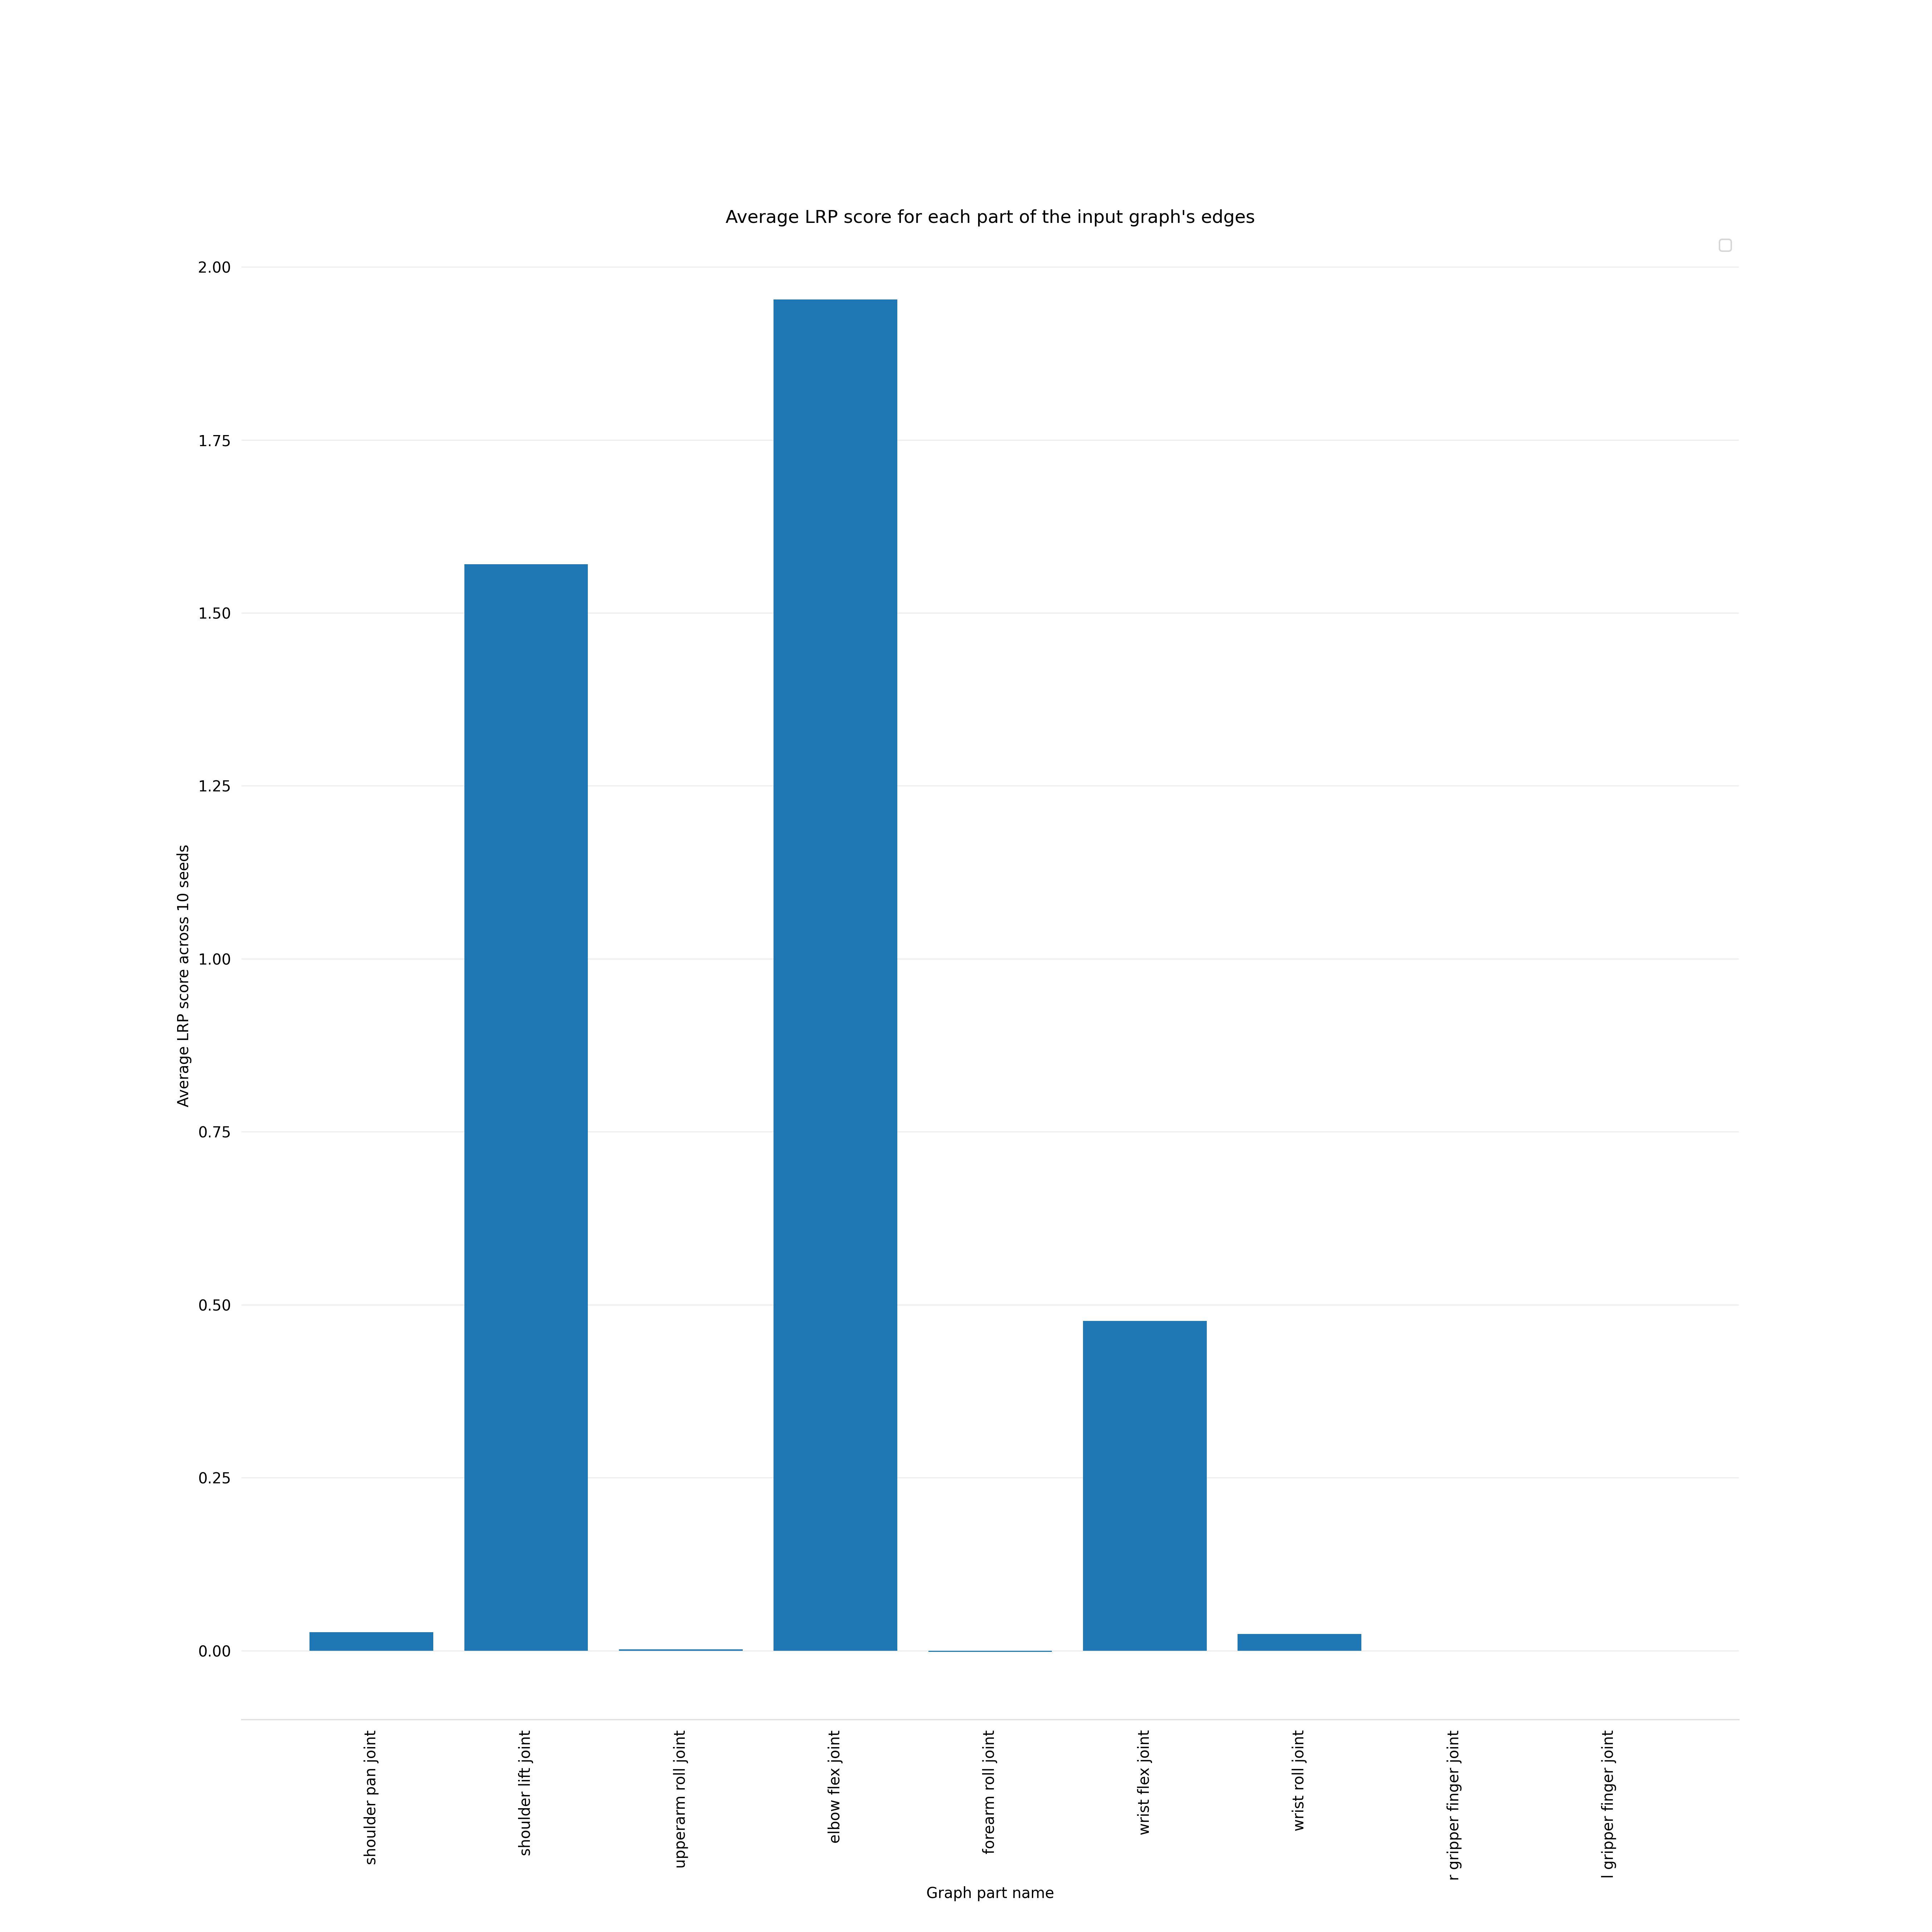 Average LRP score for each part of the input graph's edges
2.00
1.75
1.50
1.25
1.00
0.75
0.50
0.25
0.00
Average LRP score across 10 seeds
shoulder pan joint
shoulder lift joint
upperarm roll joint
elbow flex joint
forearm roll joint
wrist flex joint
wrist roll joint
r gripper finger joint
l gripper finger joint
Graph part name